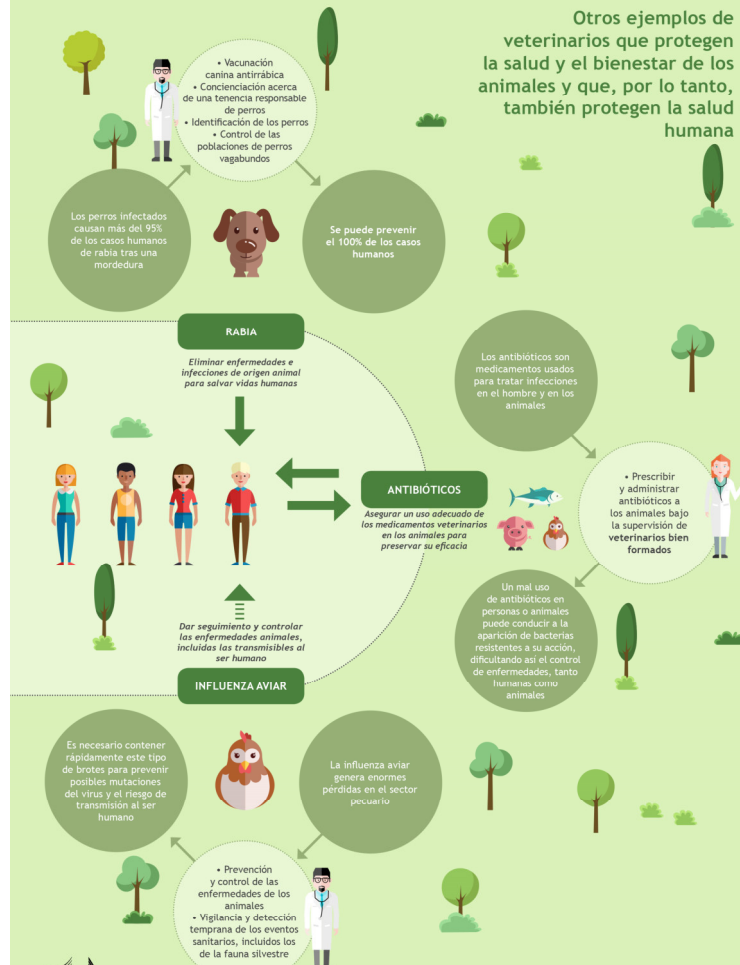 Otros ejemplos de
veterinarios que protegen
la salud y el bienestar de los
animales y que, por lo tanto,
también protegen la salud
humana
• Vacunación
canina antirrábica
• Concienciación acerca
de una tenencia responsable
de perros
• Identificación de los perros
• Control de las
poblaciones de perros
vagabundos
Los perros infectados
causan más del 95%
de los casos humanos
de rabia tras una
mordedura
Se puede prevenir
el 100% de los casos
humanos
RABIA
Eliminar enfermedades e
infecciones de origen animal
para salvar vidas humanas
Los antibióticos son
medicamentos usados
para tratar infecciones
en el hombre y en los
animales
ANTIBIÓTICOS
Asegurar un uso adecuado de
los medicamentos veterinarios
en los animales para
preservar su eficacia
• Prescribir
y administrar
antibióticos a
los animales bajo
la supervisión de
veterinarios bien
formados
Un mal uso
de antibióticos en
personas o animales
puede conducir a la
aparición de bacterias
resistentes a su acción,
dificultando así el control
de enfermedades, tanto
humanas como
animales
Dar seguimiento y controlar
las enfermedades animales,
incluidas las transmisibles al
ser humano
INFLUENZA AVIAR
Es necesario contener
rápidamente este tipo
de brotes para prevenir
posibles mutaciones
del virus y el riesgo de
transmisión al ser
humano
La influenza aviar
genera enormes
pérdidas en el sector
pecuario
• Prevención
y control de las
enfermedades de los
animales
• Vigilancia y detección
temprana de los eventos
sanitarios, incluidos los
de la fauna silvestre